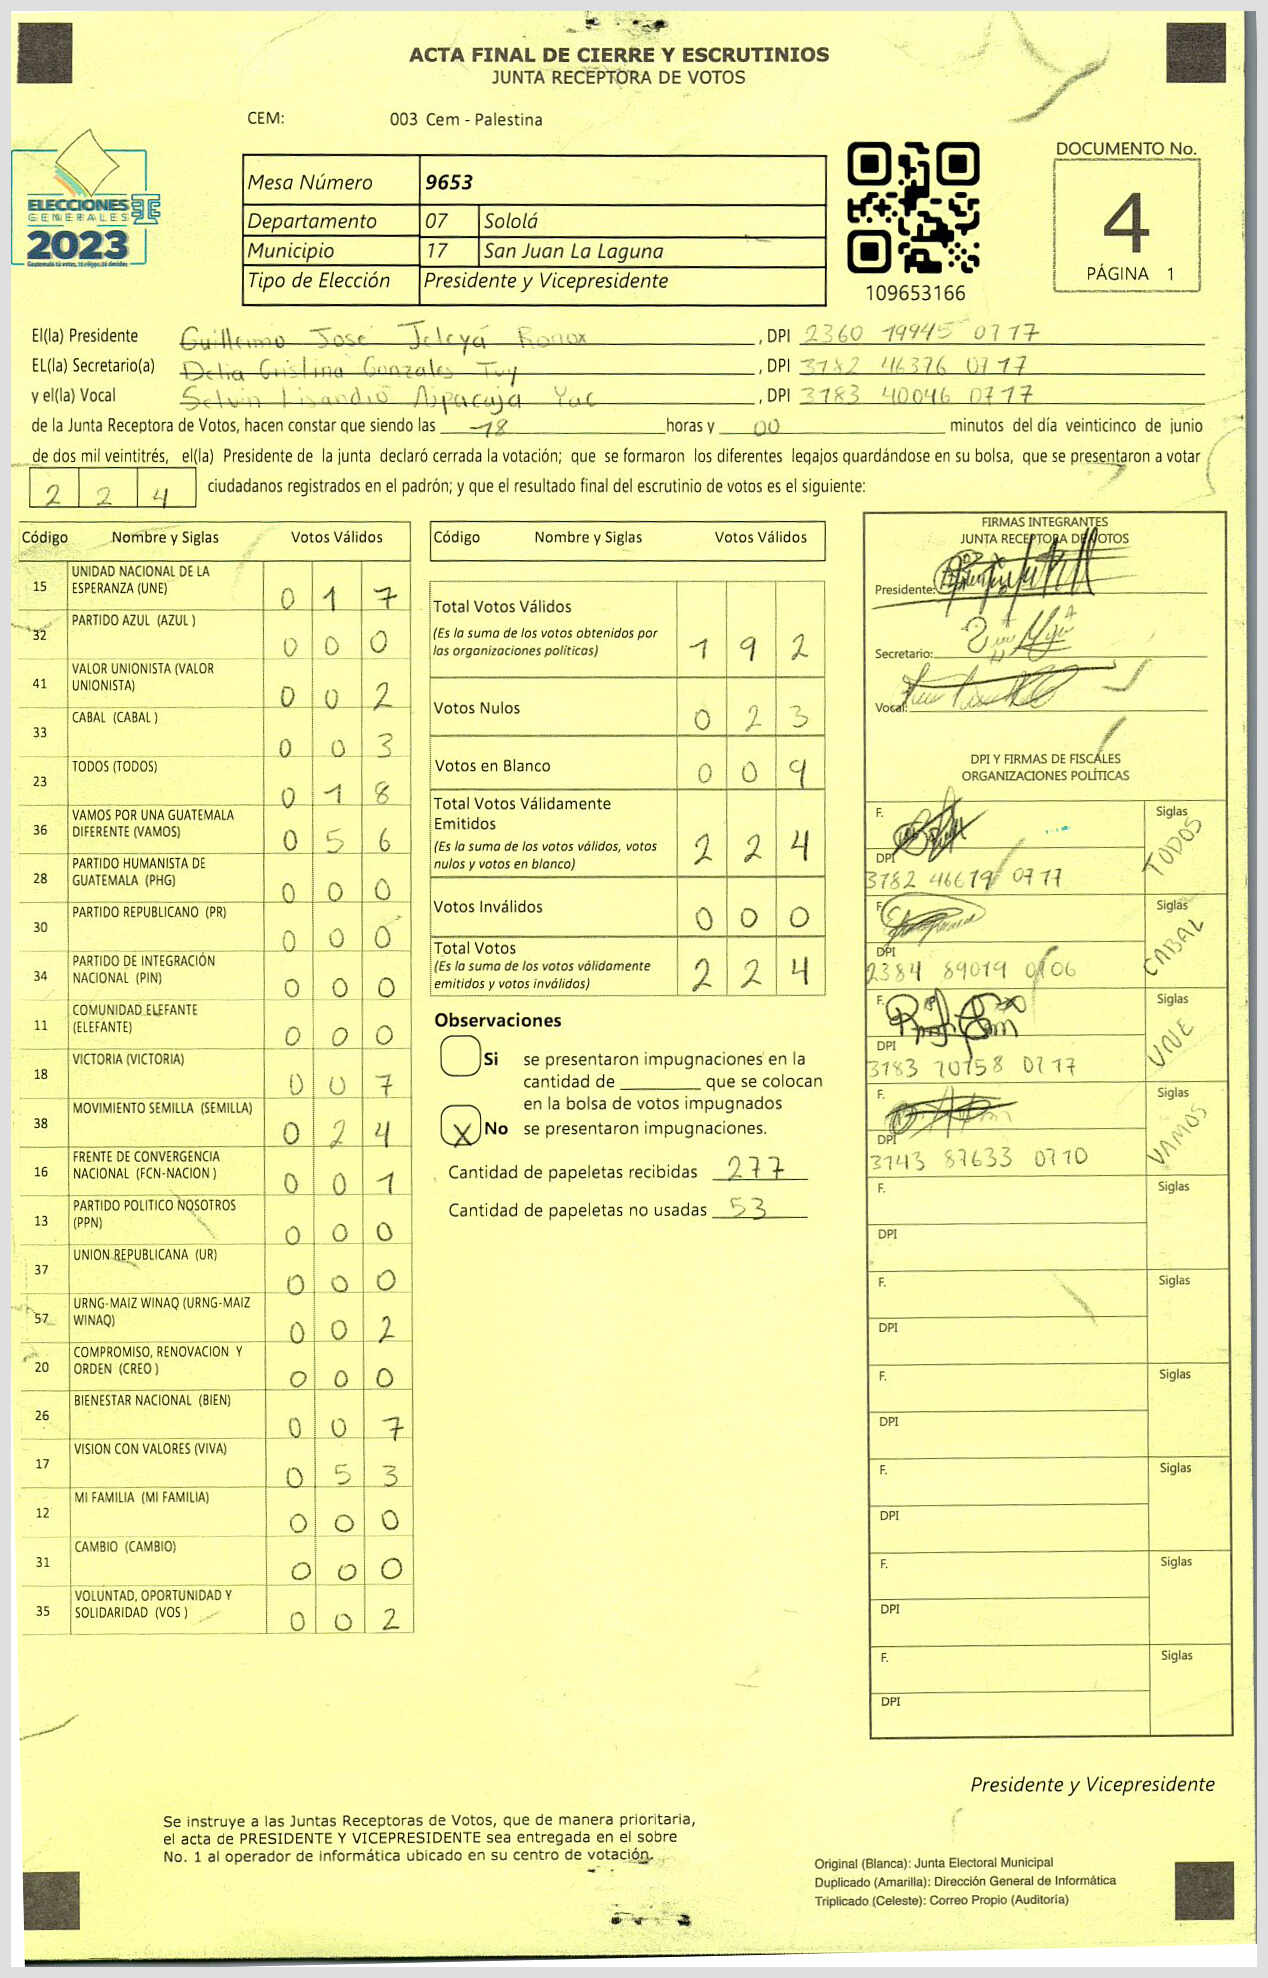 ACTA FINAL DE CIERRE Y ESCRUTINIOS
JUNTA RECEPTORA DE VOTOS
CEM: 003 Cem - Palestina
ELECCIONES
GENERALES
2023
Mesa Número 9653
Departamento 07 Sololá
Municipio 17 San Juan La Laguna
Tipo de Elección Presidente y Vicepresidente
109653166
DOCUMENTO No.
4
PÁGINA 1
El(la) Presidente Guillermo José , DPI 2360 19945 0717
EL(la) Secretario(a) Delia Cristina Gonzales Tuy , DPI 3782 46376 0717
y el(la) Vocal Selvin Lisandro Yac , DPI 3783 40046 0717
de la Junta Receptora de Votos, hacen constar que siendo las 18 horas y 00 minutos del día veinticinco de junio
de dos mil veintitrés, el(la) Presidente de la junta declaró cerrada la votación; que se formaron los diferentes legajos guardándose en su bolsa, que se presentaron a votar
2 2 4 ciudadanos registrados en el padrón; y que el resultado final del escrutinio de votos es el siguiente:
Código Nombre y Siglas Votos Válidos
15 UNIDAD NACIONAL DE LA ESPERANZA (UNE) 0 1 7
32 PARTIDO AZUL (AZUL ) 0 0 0
41 VALOR UNIONISTA (VALOR UNIONISTA) 0 0 2
33 CABAL (CABAL ) 0 0 3
23 TODOS (TODOS) 0 1 8
36 VAMOS POR UNA GUATEMALA DIFERENTE (VAMOS) 0 5 6
28 PARTIDO HUMANISTA DE GUATEMALA (PHG) 0 0 0
30 PARTIDO REPUBLICANO (PR) 0 0 0
34 PARTIDO DE INTEGRACIÓN NACIONAL (PIN) 0 0 0
11 COMUNIDAD ELEFANTE (ELEFANTE) 0 0 0
18 VICTORIA (VICTORIA) 0 0 7
38 MOVIMIENTO SEMILLA (SEMILLA) 0 2 4
16 FRENTE DE CONVERGENCIA NACIONAL (FCN-NACION ) 0 0 1
13 PARTIDO POLITICO NOSOTROS (PPN) 0 0 0
37 UNION REPUBLICANA (UR) 0 0 0
57 URNG-MAIZ WINAQ (URNG-MAIZ WINAQ) 0 0 2
20 COMPROMISO, RENOVACION Y ORDEN (CREO ) 0 0 0
26 BIENESTAR NACIONAL (BIEN) 0 0 7
17 VISION CON VALORES (VIVA) 0 5 3
12 MI FAMILIA (MI FAMILIA) 0 0 0
31 CAMBIO (CAMBIO) 0 0 0
35 VOLUNTAD, OPORTUNIDAD Y SOLIDARIDAD (VOS ) 0 0 2
Código Nombre y Siglas Votos Válidos
Total Votos Válidos
(Es la suma de los votos obtenidos por
las organizaciones politicas) 1 9 2
Votos Nulos 0 2 3
Votos en Blanco 0 0 9
Total Votos Válidamente
Emitidos
(Es la suma de los votos válidos, votos
nulos y votos en blanco) 2 2 4
Votos Inválidos 0 0 0
Total Votos
(Es la suma de los votos válidamente
emitidos y votos inválidos) 2 2 4
Observaciones
Si se presentaron impugnaciones en la
cantidad de ________ que se colocan
en la bolsa de votos impugnados
X No se presentaron impugnaciones.
Cantidad de papeletas recibidas 277
Cantidad de papeletas no usadas 53
FIRMAS INTEGRANTES
JUNTA RECEPTORA DE VOTOS
Presidente:
Secretario:
Vocal:
DPI Y FIRMAS DE FISCALES
ORGANIZACIONES POLÍTICAS
F. Siglas TODOS
DPI 3782 46679 0717
F. Siglas CABAL
DPI 2384 89019 0106
F. Siglas UNE
DPI 3183 70758 0717
F. Siglas VAMOS
DPI 3743 87633 0710
F. Siglas
DPI
F. Siglas
DPI
F. Siglas
DPI
F. Siglas
DPI
F. Siglas
DPI
F. Siglas
DPI
Presidente y Vicepresidente
Se instruye a las Juntas Receptoras de Votos, que de manera prioritaria,
el acta de PRESIDENTE Y VICEPRESIDENTE sea entregada en el sobre
No. 1 al operador de informática ubicado en su centro de votación.
Original (Blanca): Junta Electoral Municipal
Duplicado (Amarilla): Dirección General de Informática
Triplicado (Celeste): Correo Propio (Auditoría)